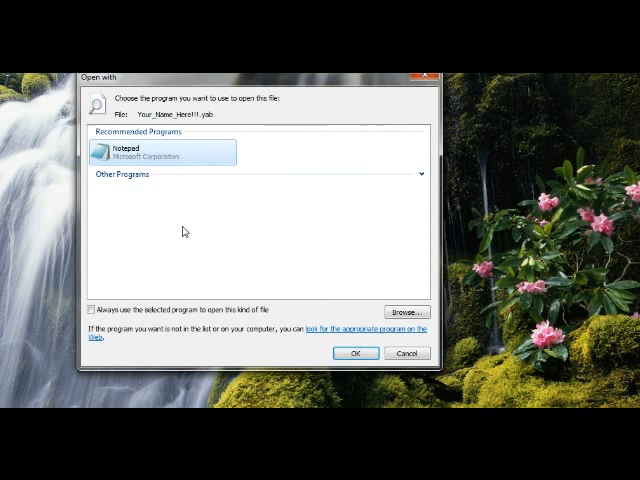 Open with
Choose the program you want to use to open this file:
File: Your_Name_Here!!!.yab
Recommended Programs
Notepad
Microsoft Corporation
Other Programs
Always use the selected program to open this kind of file
Browse...
If the program you want is not in the list or on your computer, you can look for the appropriate program on the
Web.
OK
Cancel